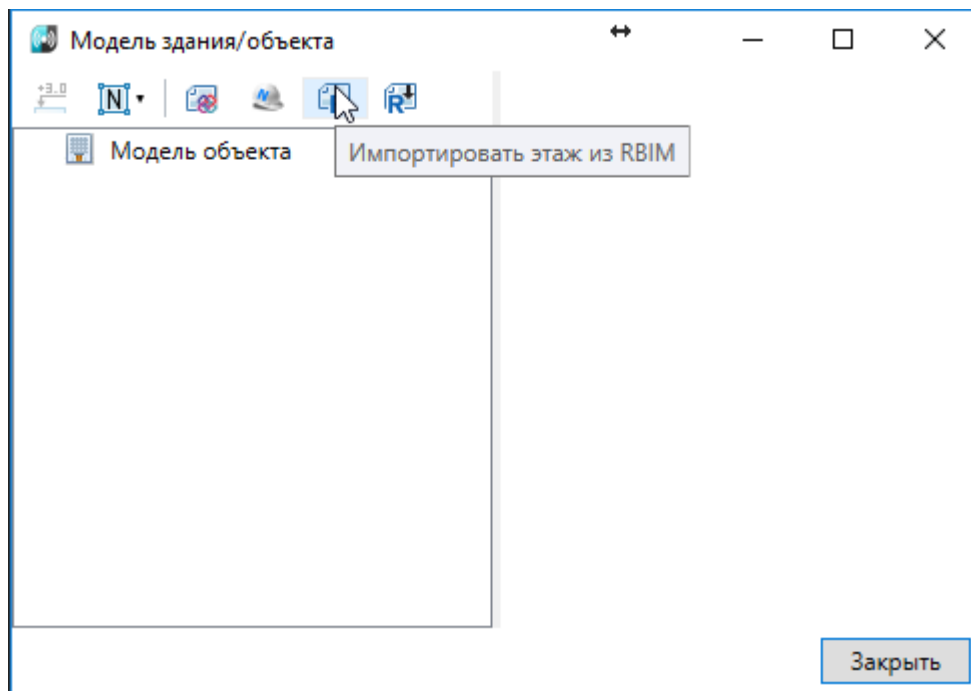 Модель здания/объекта
+3.0
N
R
Модель объекта
Импортировать этаж из RBIM
Закрыть